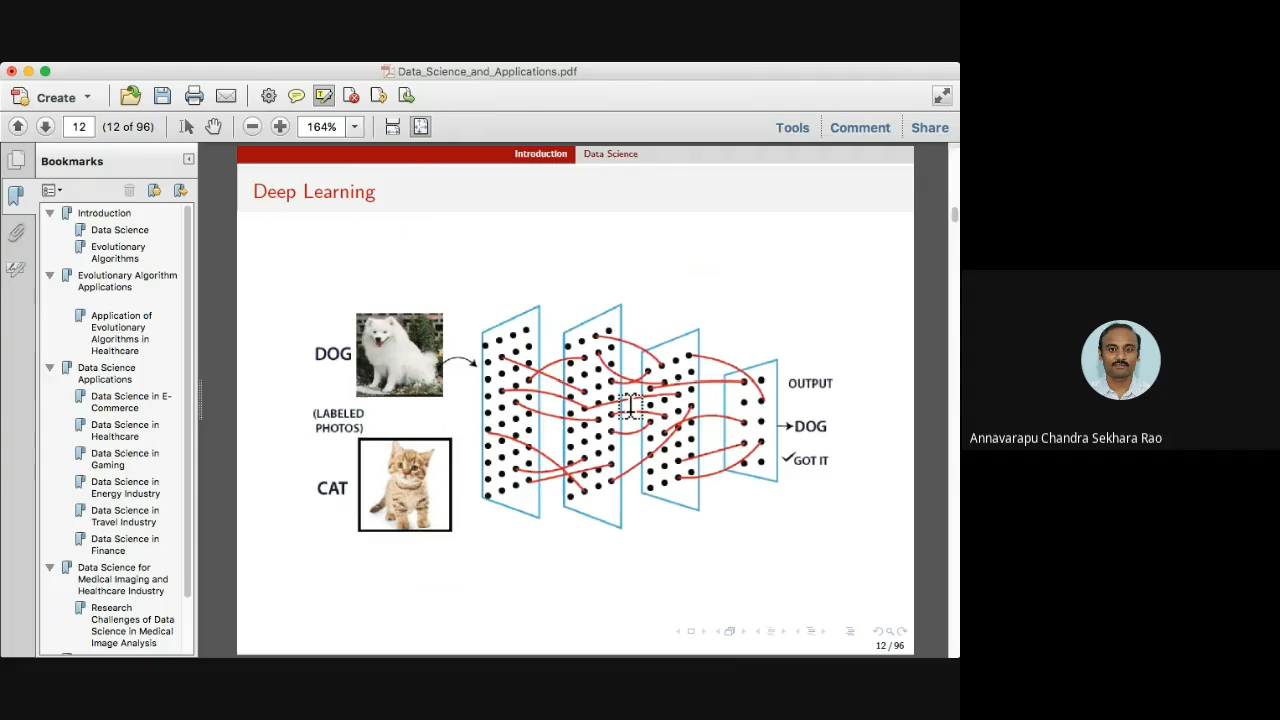 Data_Science_and_Applications.pdf
Create
12 (12 of 96) 164% Tools Comment Share
Bookmarks
Introduction
Data Science
Evolutionary
Algorithms
Evolutionary Algorithm
Applications
Application of
Evolutionary
Algorithms in
Healthcare
Data Science
Applications
Data Science in E-
Commerce
Data Science in
Healthcare
Data Science in
Gaming
Data Science in
Energy Industry
Data Science in
Travel Industry
Data Science in
Finance
Data Science for
Medical Imaging and
Healthcare Industry
Research
Challenges of Data
Science in Medical
Image Analysis
Introduction Data Science
Deep Learning
DOG
(LABELED
PHOTOS)
CAT
OUTPUT
DOG
GOT IT
12 / 96
Annavarapu Chandra Sekhara Rao